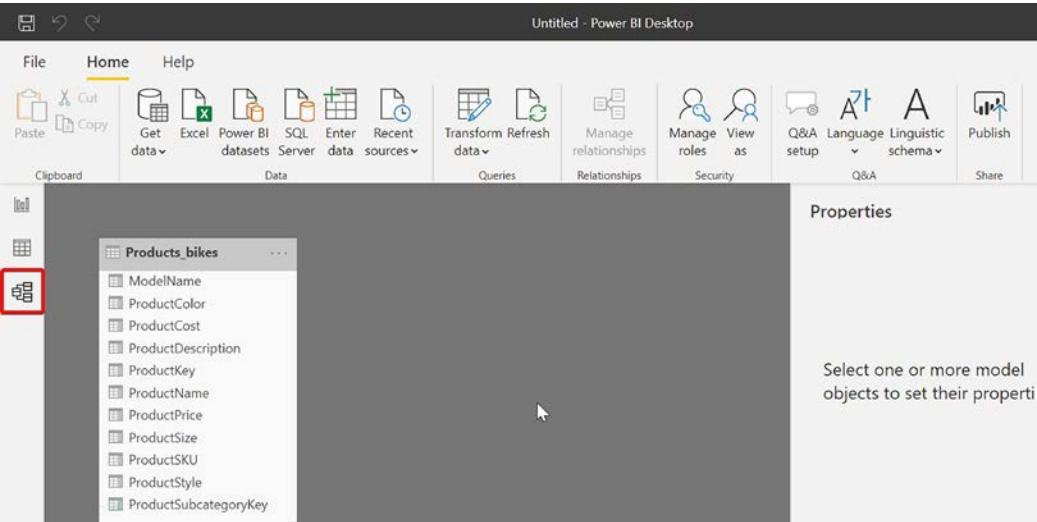 Untitled - Power BI Desktop
File Home Help
Paste
Cut
Copy
Clipboard
Get data
Excel
Power BI datasets
SQL Server
Enter data
Recent sources
Data
Transform data
Refresh
Queries
Manage relationships
Relationships
Manage roles
View as
Security
Q&A setup
Language
Linguistic schema
Q&A
Publish
Share
Products_bikes
ModelName
ProductColor
ProductCost
ProductDescription
ProductKey
ProductName
ProductPrice
ProductSize
ProductSKU
ProductStyle
ProductSubcategoryKey
Properties
Select one or more model
objects to set their properti